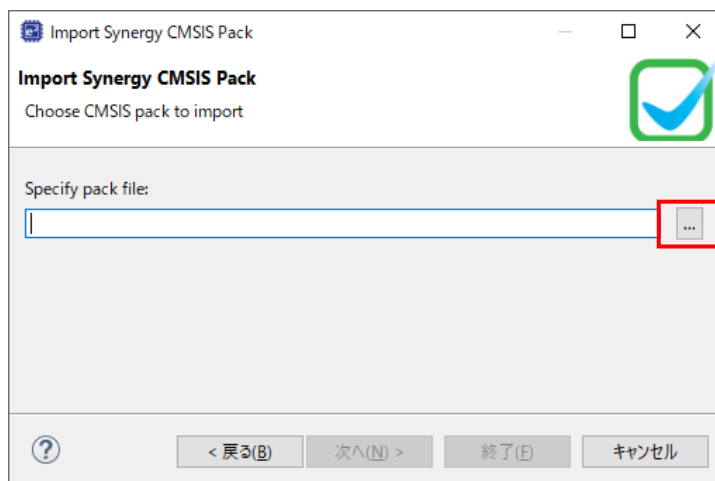 Import Synergy CMSIS Pack
Import Synergy CMSIS Pack
Choose CMSIS pack to import
Specify pack file:
...
< 戻る(B) 次へ(N) > 終了(F) キャンセル